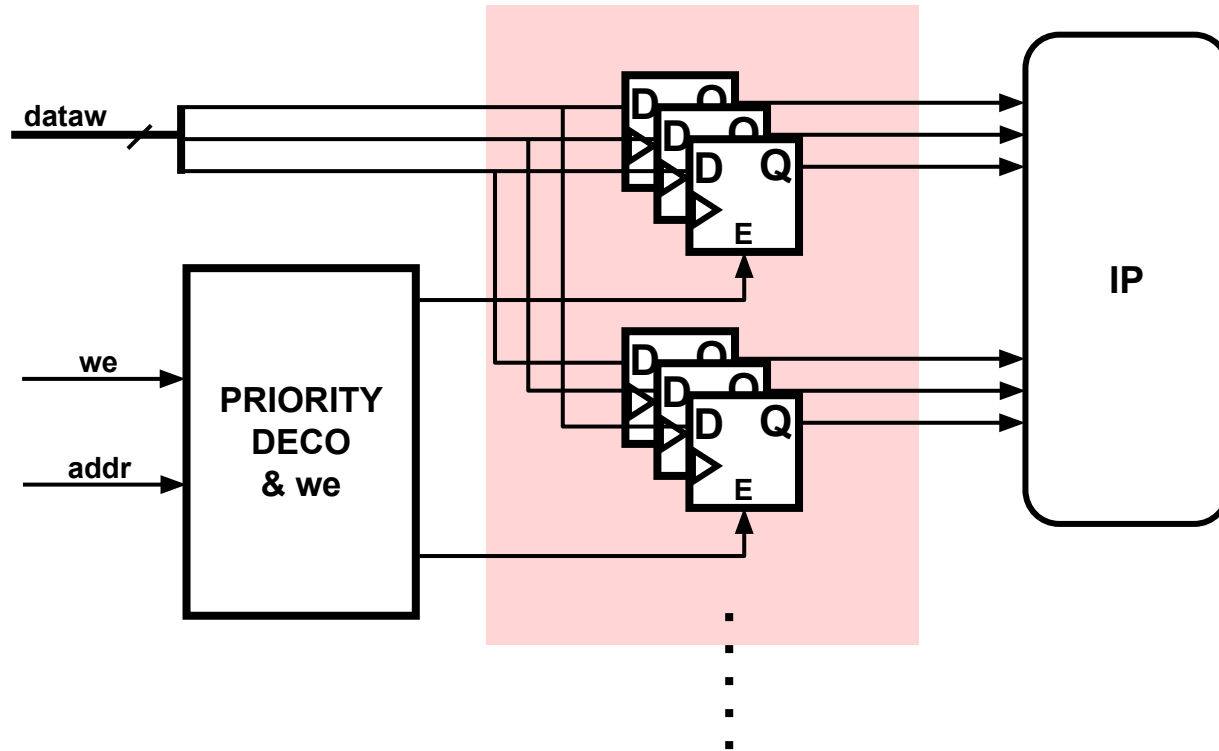 dataw
D Q
D Q
D Q
E
we
addr
PRIORITY
DECO
& we
D Q
D Q
D Q
E
IP